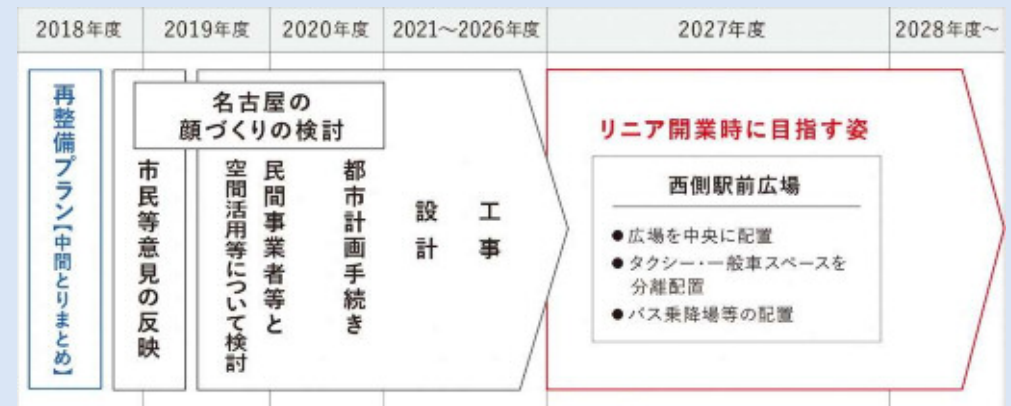 2018年度
2019年度
2020年度
2021～2026年度
2027年度
2028年度～
再整備プラン【中間とりまとめ】
市民等意見の反映
名古屋の
顔づくりの検討
民間事業者等と
空間活用等について検討
都市計画手続き
設計
工事
リニア開業時に目指す姿
西側駅前広場
●広場を中央に配置
●タクシー・一般車スペースを
分離配置
●バス乗降場等の配置